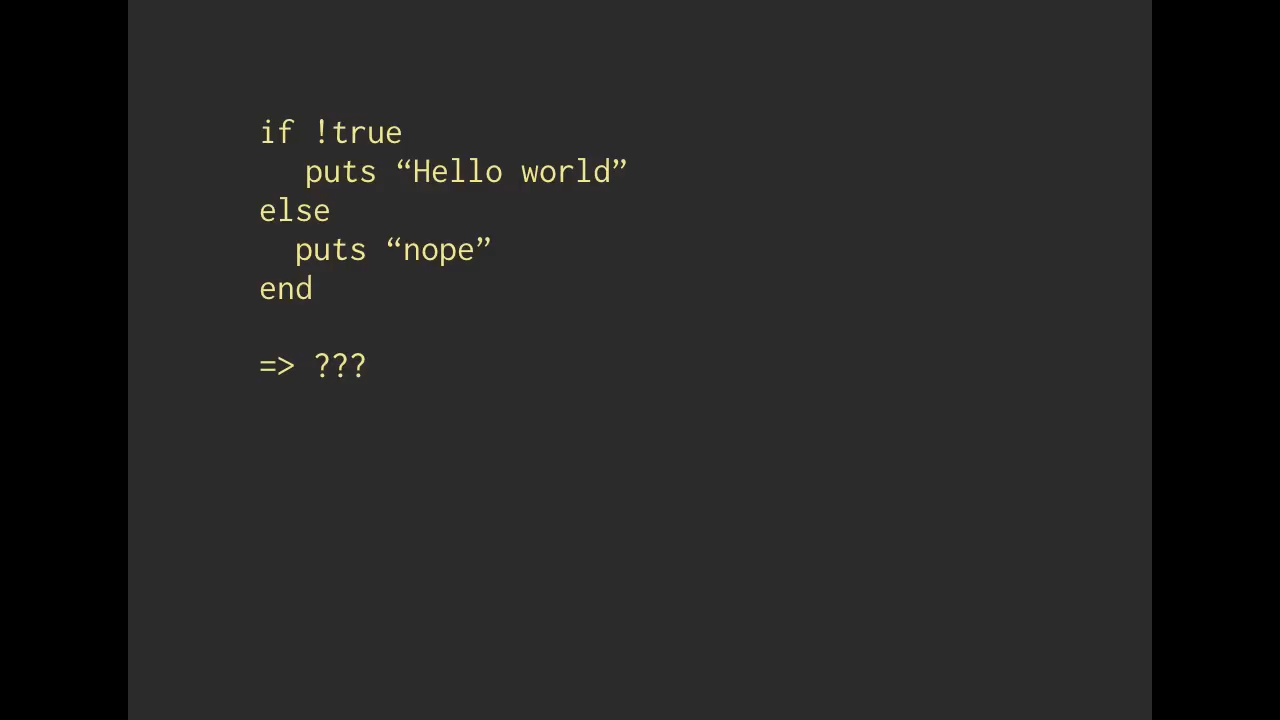 if !true
puts “Hello world”
else
puts “nope”
end
=> ???